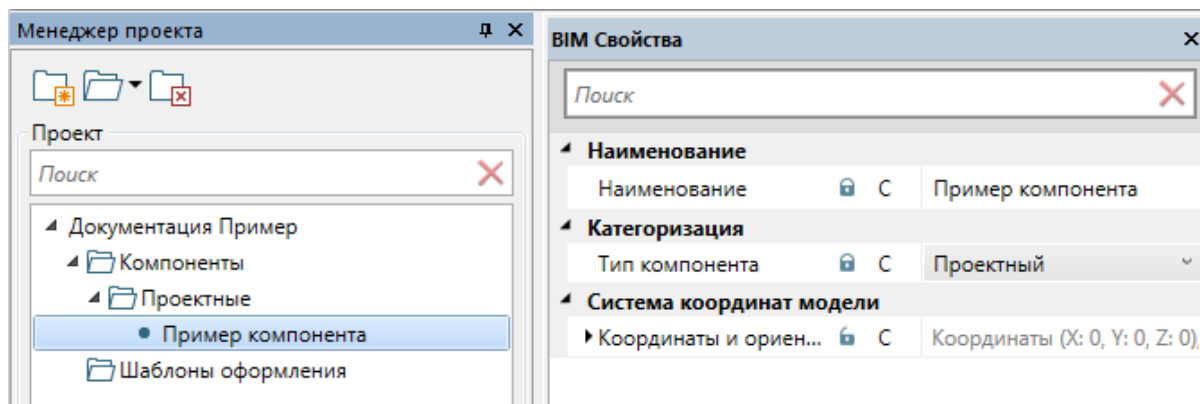 Менеджер проекта
Проект
Поиск
Документация Пример
Компоненты
Проектные
Пример компонента
Шаблоны оформления
BIM Свойства
Поиск
Наименование
Наименование С Пример компонента
Категоризация
Тип компонента С Проектный
Система координат модели
Координаты и ориен... С Координаты (X: 0, Y: 0, Z: 0),